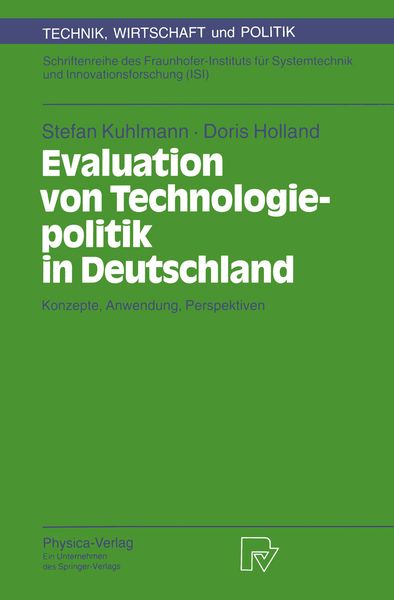 TECHNIK, WIRTSCHAFT und POLITIK
Schriftenreihe des Fraunhofer-Instituts für Systemtechnik
und Innovationsforschung (ISI)
Stefan Kuhlmann · Doris Holland
Evaluation
von Technologie-
politik
in Deutschland
Konzepte, Anwendung, Perspektiven
Physica-Verlag
Ein Unternehmen
des Springer-Verlags